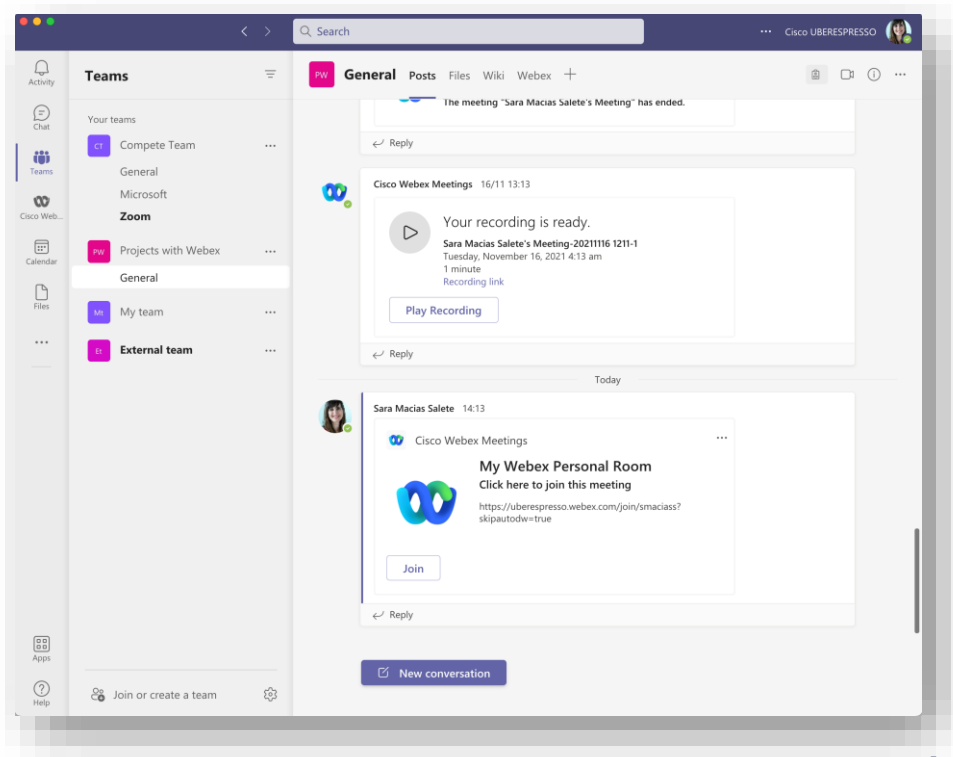 Search
Cisco UBERESPRESSO
Activity
Chat
Teams
Cisco Web...
Calendar
Files
Apps
Help
Teams
Your teams
CT Compete Team
General
Microsoft
Zoom
PW Projects with Webex
General
Mt My team
Et External team
Join or create a team
PW General Posts Files Wiki Webex
The meeting "Sara Macias Salete's Meeting" has ended.
Reply
Cisco Webex Meetings 16/11 13:13
Your recording is ready.
Sara Macias Salete's Meeting-20211116 1211-1
Tuesday, November 16, 2021 4:13 am
1 minute
Recording link
Play Recording
Reply
Today
Sara Macias Salete 14:13
Cisco Webex Meetings
My Webex Personal Room
Click here to join this meeting
https://uberespresso.webex.com/join/smaciass?
skipautodw=true
Join
Reply
New conversation